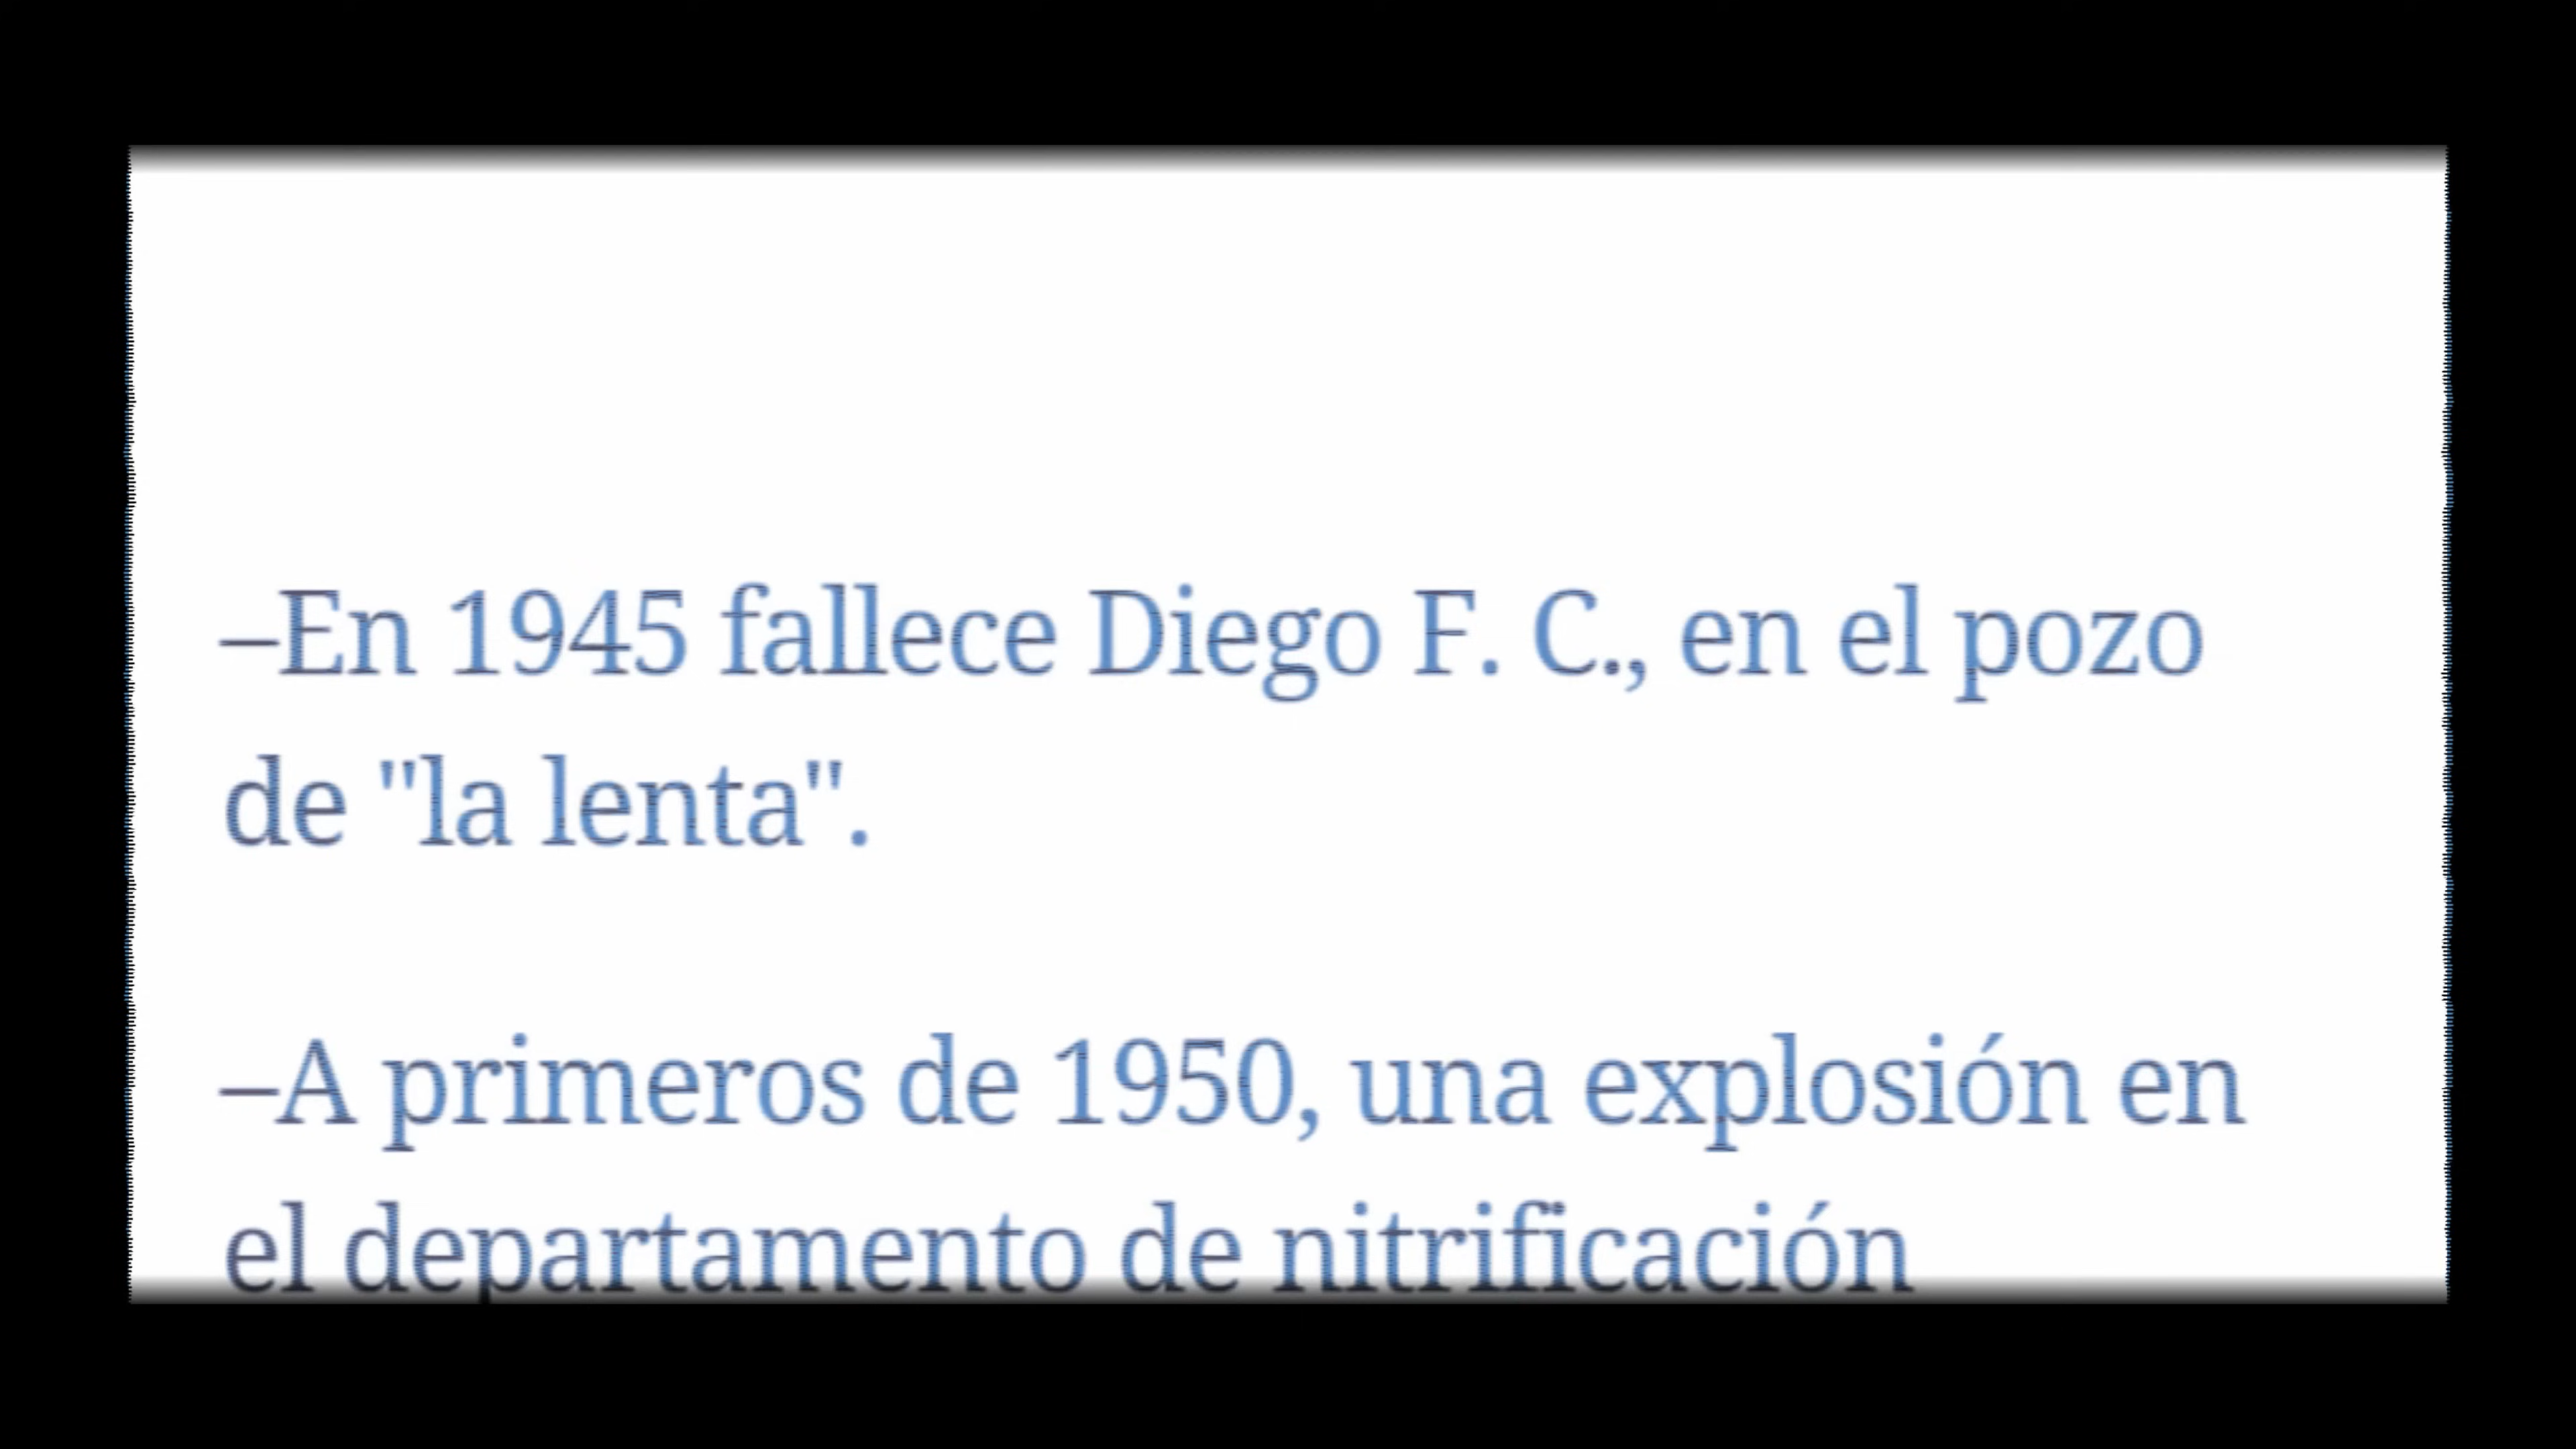 –En 1945 fallece Diego F. C., en el pozo
de "la lenta".
–A primeros de 1950, una explosión en
el departamento de nitrificación